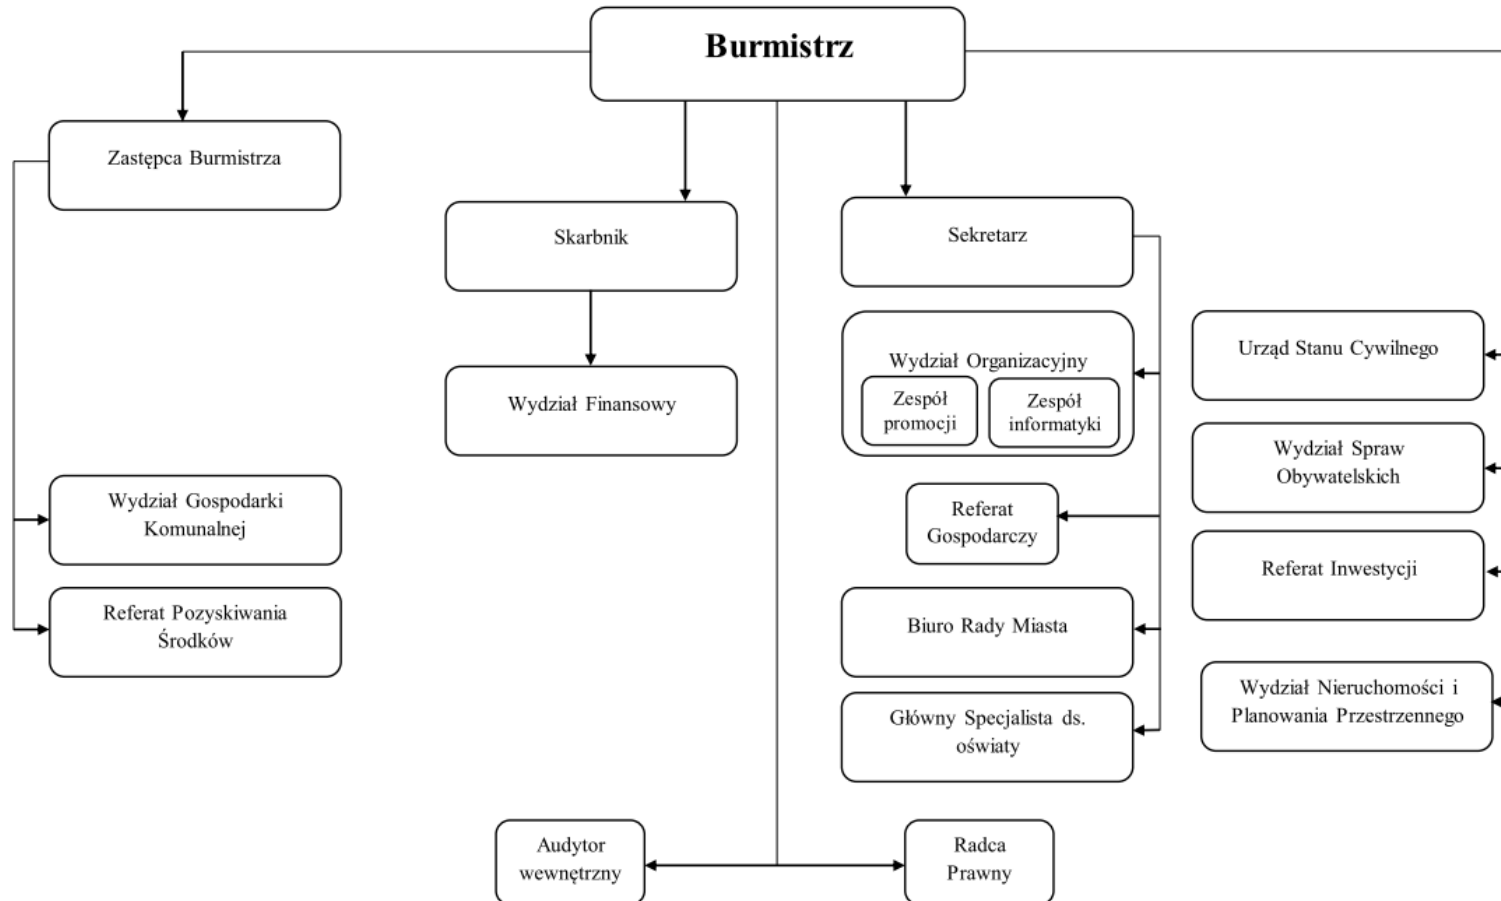 Burmistrz
Zastępca Burmistrza
Skarbnik
Sekretarz
Wydział Organizacyjny
Zespół
promocji
Zespół
informatyki
Urząd Stanu Cywilnego
Wydział Finansowy
Wydział Spraw
Obywatelskich
Wydział Gospodarki
Komunalnej
Referat
Gospodarczy
Referat Inwestycji
Referat Pozyskiwania
Środków
Biuro Rady Miasta
Wydział Nieruchomości i
Planowania Przestrzennego
Główny Specjalista ds.
oświaty
Audytor
wewnętrzny
Radca
Prawny